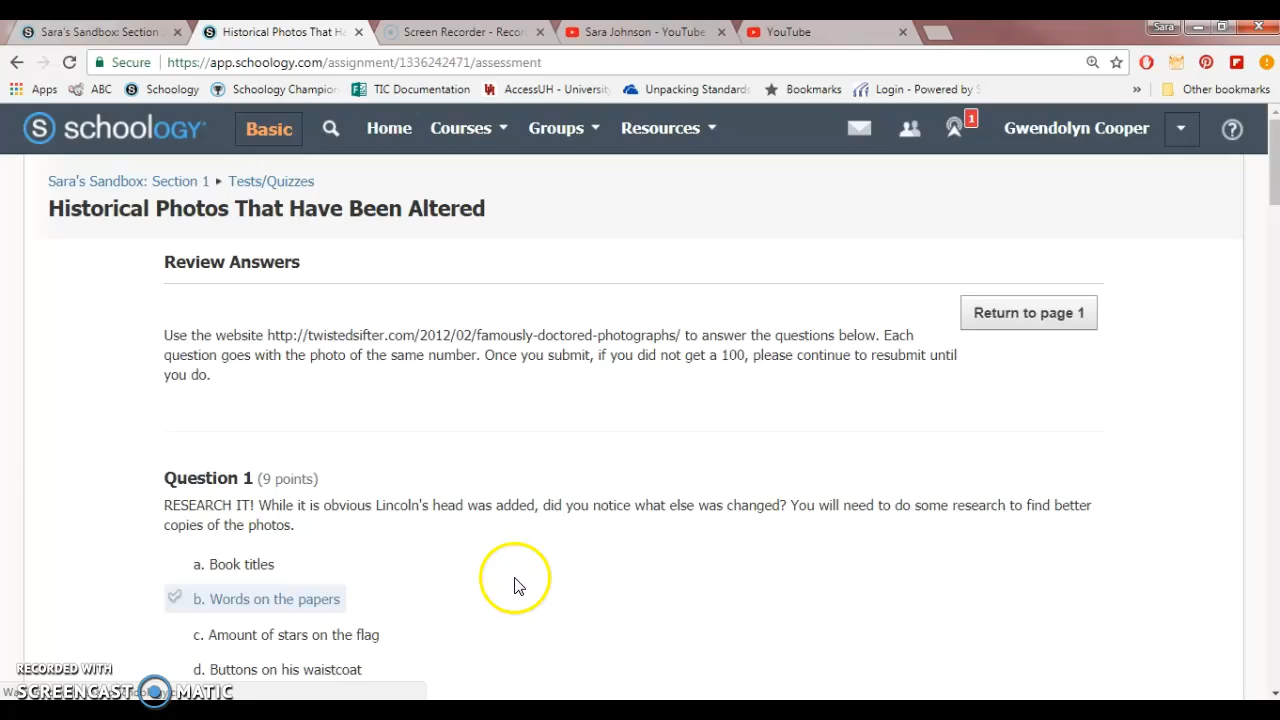 Sara's Sandbox: Section
Historical Photos That Ha
Screen Recorder - Recor
Sara Johnson - YouTube
YouTube
Sara
Secure
https://app.schoology.com/assignment/1336242471/assessment
Apps
ABC
Schoology
Schoology Champion
TIC Documentation
AccessUH - Universit
Unpacking Standards
Bookmarks
Login - Powered by S
»
Other bookmarks
S schoology
Basic
Home
Courses
Groups
Resources
1
Gwendolyn Cooper
?
Sara's Sandbox: Section 1 ▸ Tests/Quizzes
Historical Photos That Have Been Altered
Review Answers
Return to page 1
Use the website http://twistedsifter.com/2012/02/famously-doctored-photographs/ to answer the questions below. Each
question goes with the photo of the same number. Once you submit, if you did not get a 100, please continue to resubmit until
you do.
Question 1 (9 points)
RESEARCH IT! While it is obvious Lincoln's head was added, did you notice what else was changed? You will need to do some research to find better
copies of the photos.
a. Book titles
b. Words on the papers
c. Amount of stars on the flag
d. Buttons on his waistcoat
RECORDED WITH
SCREENCAST MATIC